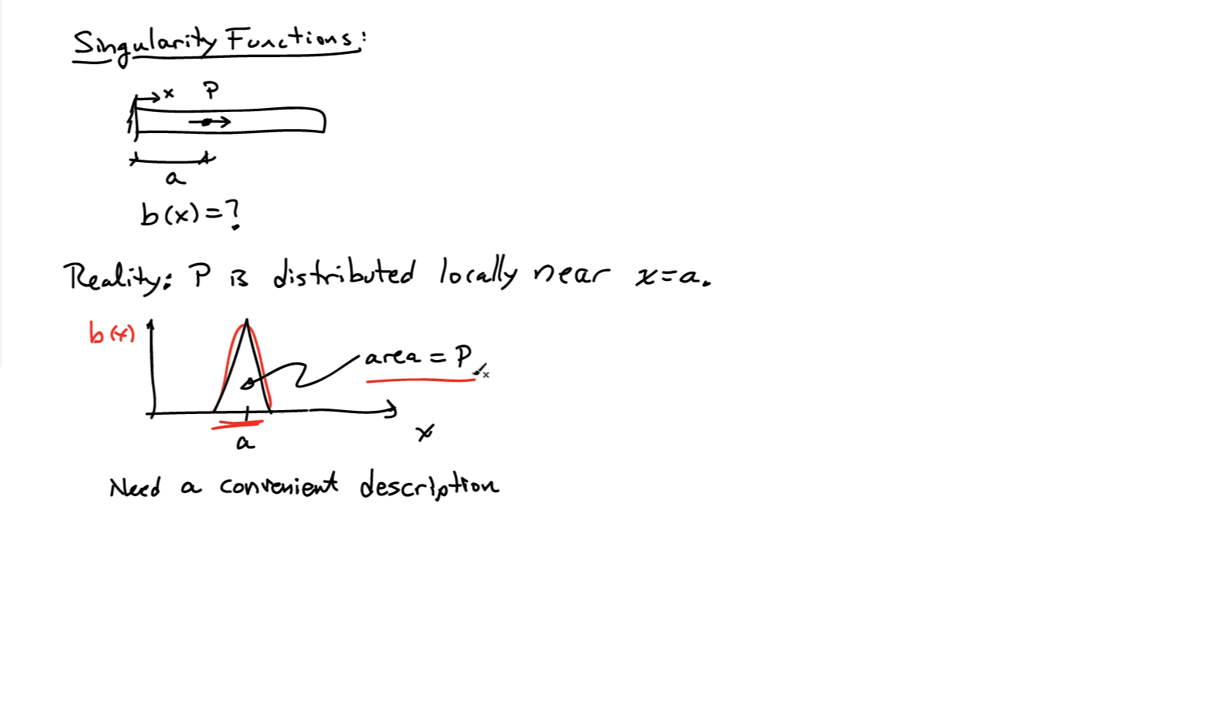 Singularity Functions:
x P
a
b(x)=?
Reality: P is distributed locally near x=a.
b(x)
area = P
a
x
Need a convenient description